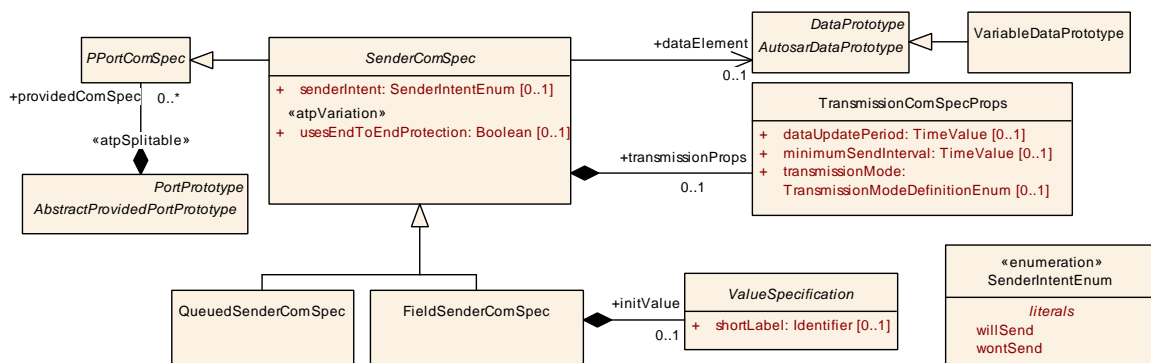 PPortComSpec
+providedComSpec
0..*
«atpSplitable»
PortPrototype
AbstractProvidedPortPrototype
SenderComSpec
+ senderIntent: SenderIntentEnum [0..1]
«atpVariation»
+ usesEndToEndProtection: Boolean [0..1]
+dataElement
0..1
DataPrototype
AutosarDataPrototype
VariableDataPrototype
+transmissionProps
0..1
TransmissionComSpecProps
+ dataUpdatePeriod: TimeValue [0..1]
+ minimumSendInterval: TimeValue [0..1]
+ transmissionMode:
TransmissionModeDefinitionEnum [0..1]
QueuedSenderComSpec
FieldSenderComSpec
+initValue
0..1
ValueSpecification
+ shortLabel: Identifier [0..1]
«enumeration»
SenderIntentEnum
literals
willSend
wontSend